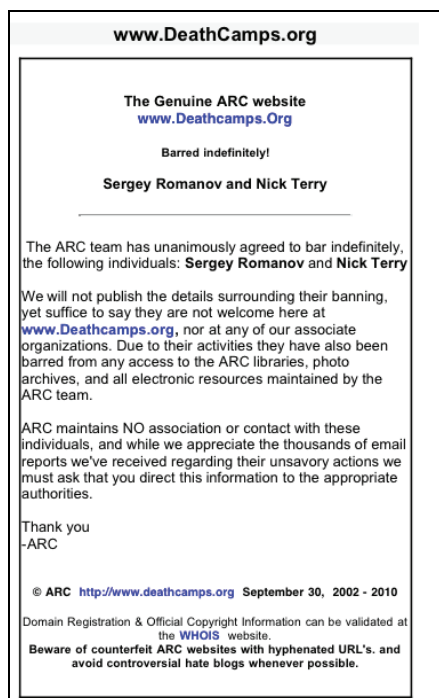 www.DeathCamps.org
The Genuine ARC website
www.Deathcamps.Org
Barred indefinitely!
Sergey Romanov and Nick Terry
The ARC team has unanimously agreed to bar indefinitely,
the following individuals: Sergey Romanov and Nick Terry
We will not publish the details surrounding their banning,
yet suffice to say they are not welcome here at
www.Deathcamps.org, nor at any of our associate
organizations. Due to their activities they have also been
barred from any access to the ARC libraries, photo
archives, and all electronic resources maintained by the
ARC team.
ARC maintains NO association or contact with these
individuals, and while we appreciate the thousands of email
reports we've received regarding their unsavory actions we
must ask that you direct this information to the appropriate
authorities.
Thank you
-ARC
© ARC http://www.deathcamps.org September 30, 2002 - 2010
Domain Registration & Official Copyright Information can be validated at
the WHOIS website.
Beware of counterfeit ARC websites with hyphenated URL's. and
avoid controversial hate blogs whenever possible.